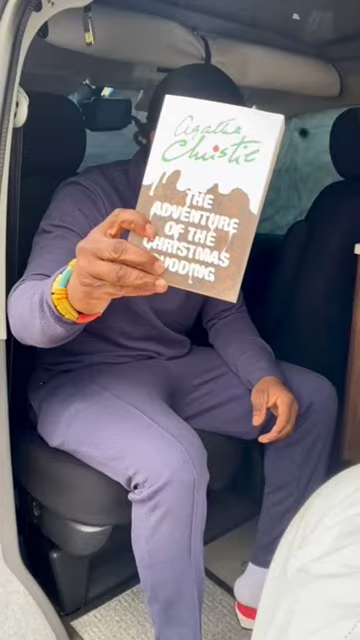 Agatha
Christie
THE
ADVENTURE
OF THE
CHRISTMAS
PUDDING